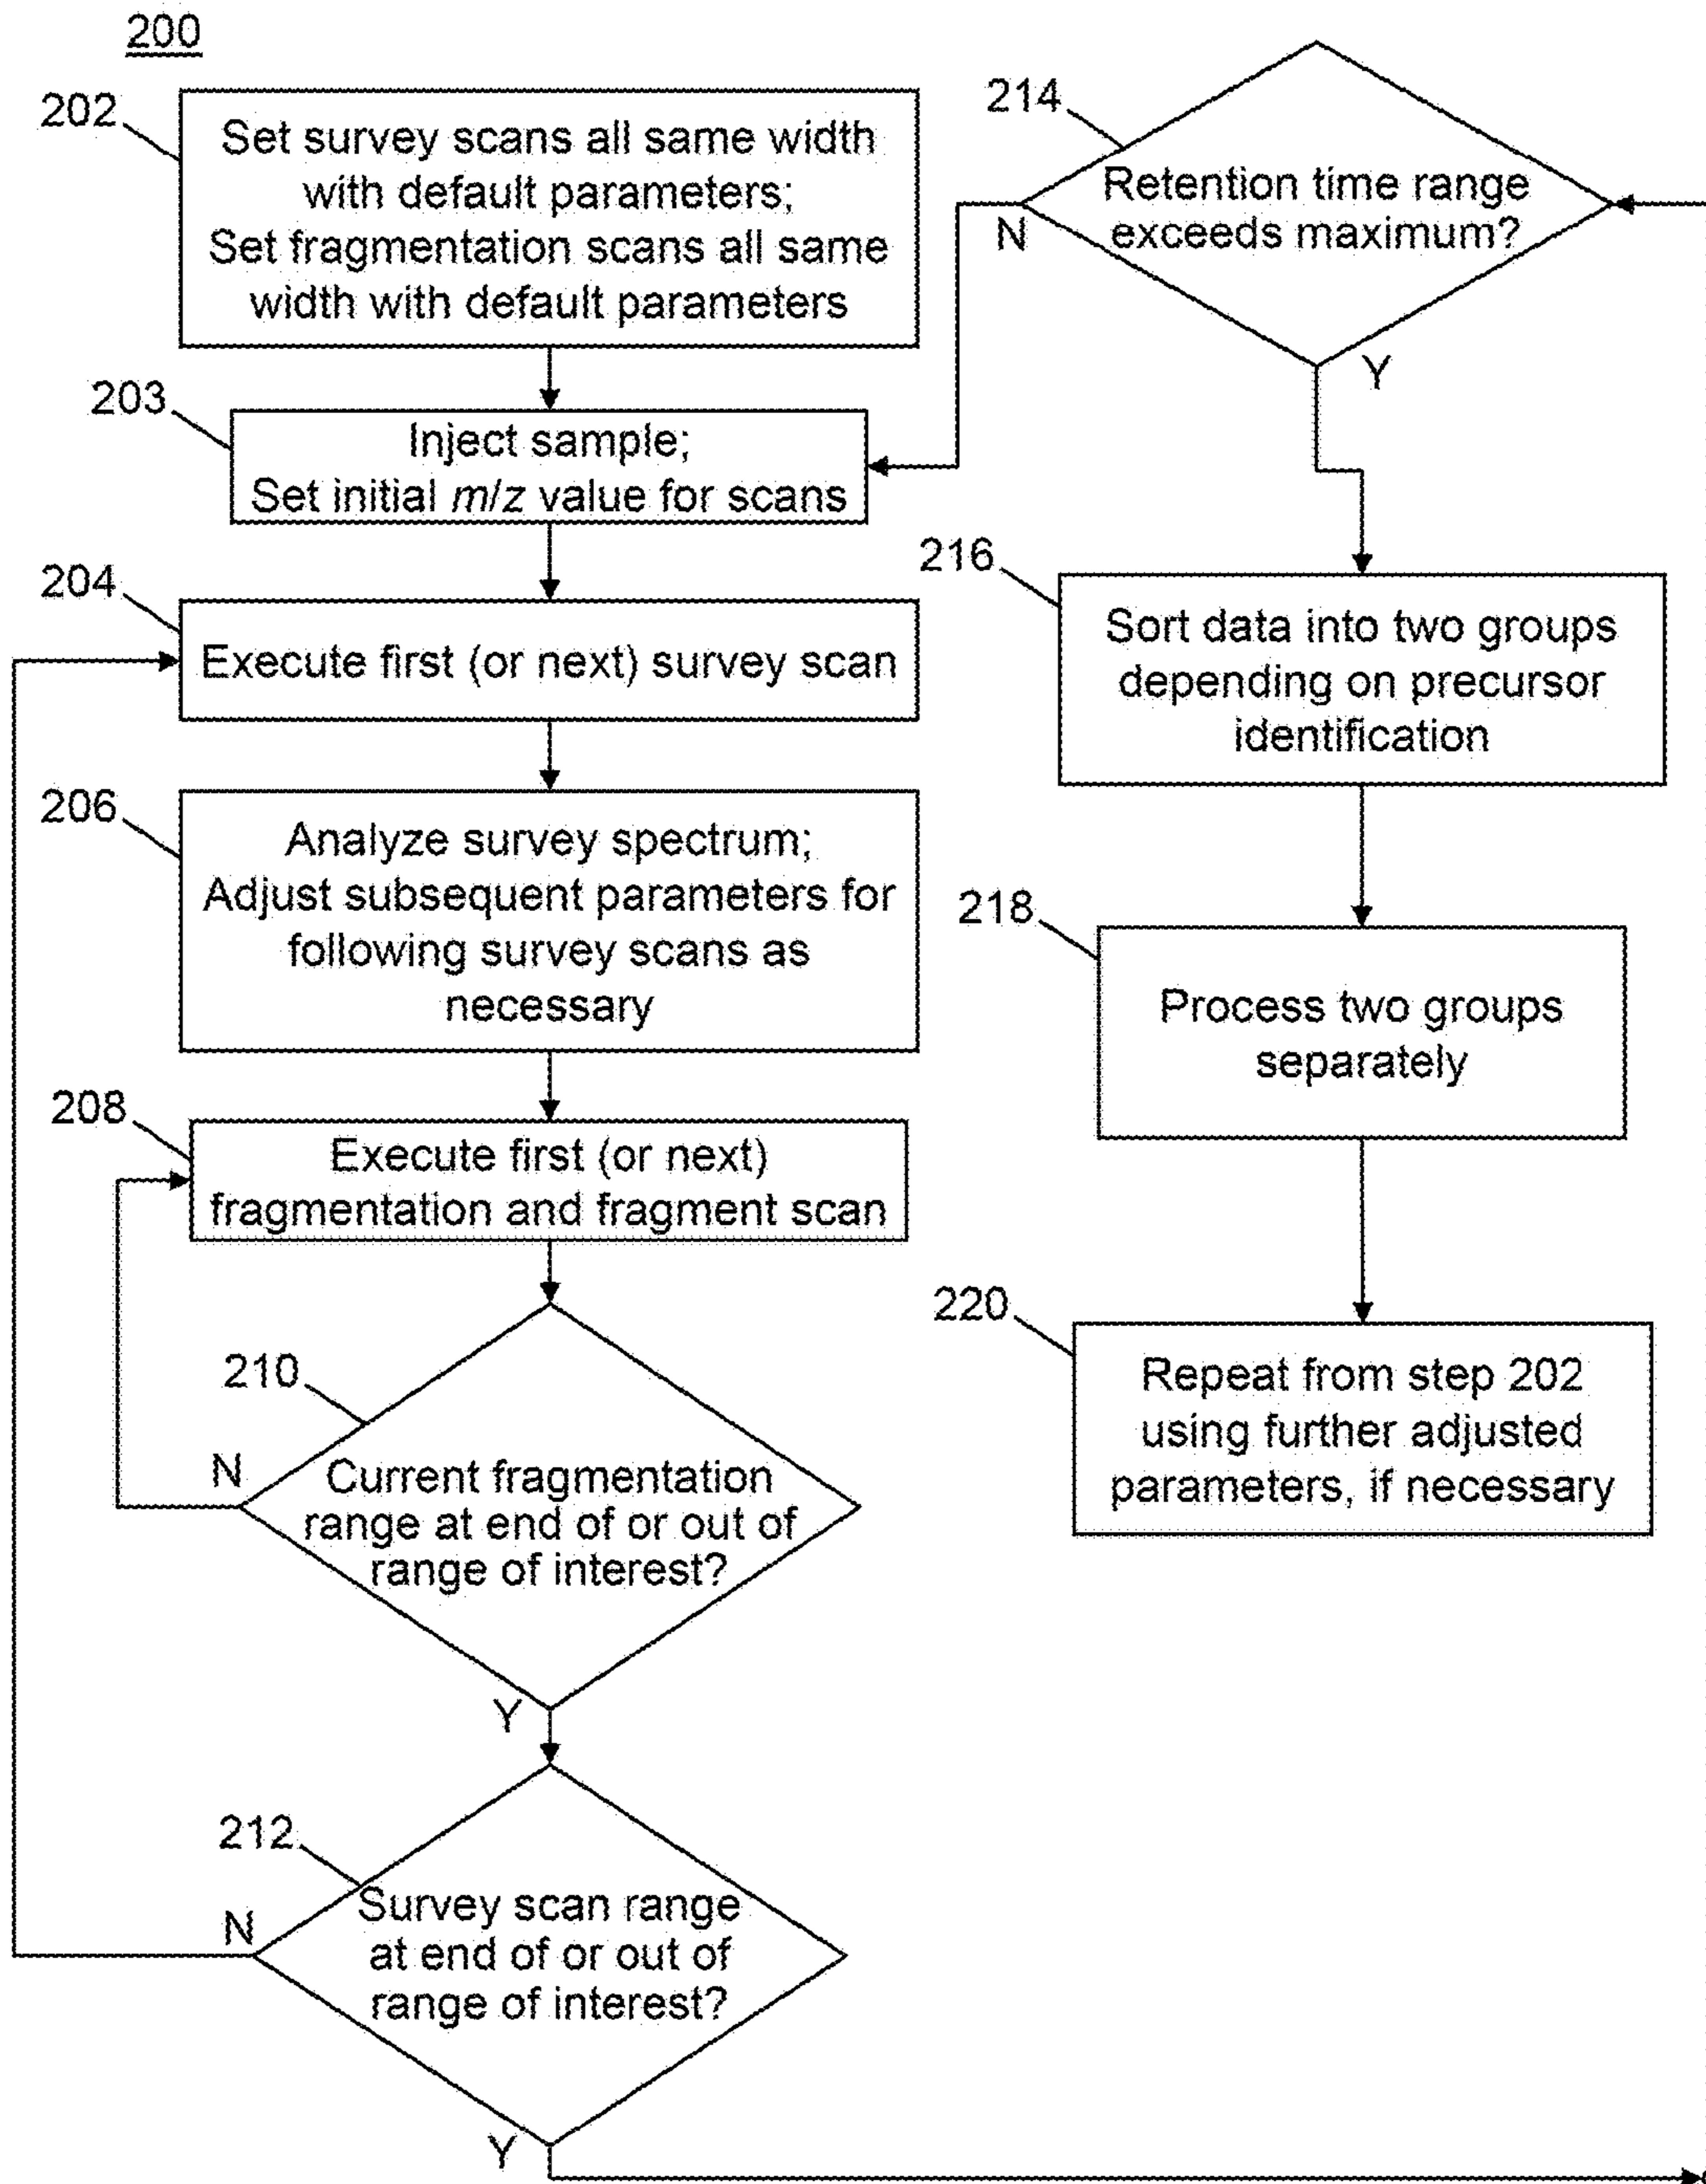 200
202
Set survey scans all same width
with default parameters;
Set fragmentation scans all same
width with default parameters
203
Inject sample;
Set initial m/z value for scans
204
Execute first (or next) survey scan
206
Analyze survey spectrum;
Adjust subsequent parameters for
following survey scans as
necessary
208
Execute first (or next)
fragmentation and fragment scan
210
Current fragmentation
range at end of or out of
range of interest?
N
Y
212
Survey scan range
at end of or out of
range of interest?
N
Y
214
Retention time range
exceeds maximum?
N
Y
216
Sort data into two groups
depending on precursor
identification
218
Process two groups
separately
220
Repeat from step 202
using further adjusted
parameters, if necessary